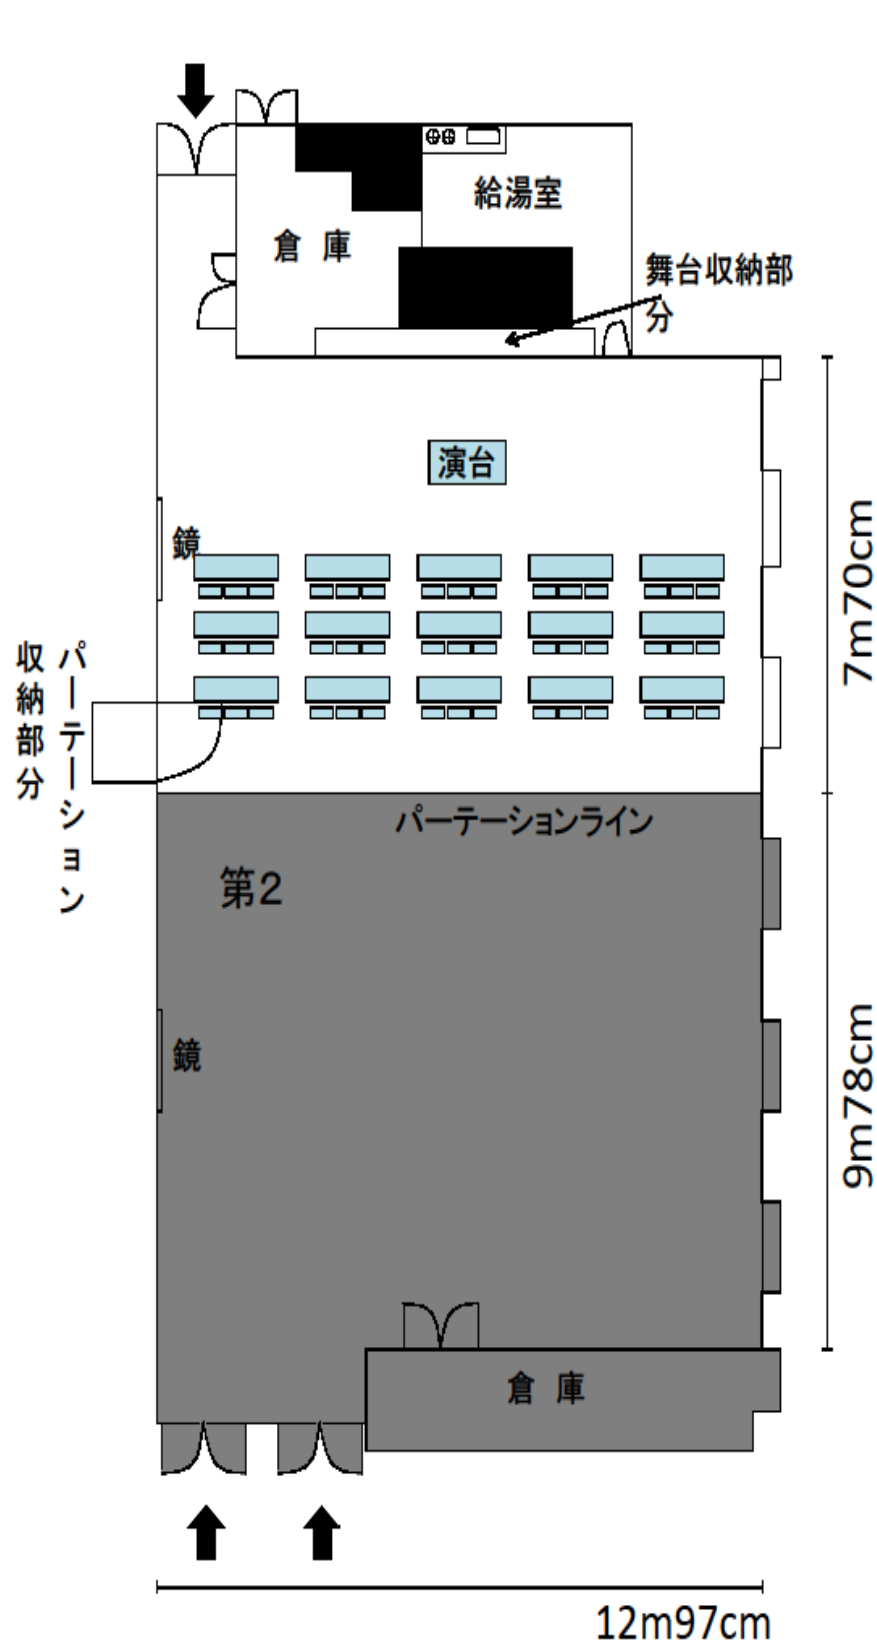 給湯室
倉 庫
舞台収納部
分
演台
鏡
7m70cm
パーテーション
収納部分
パーテーションライン
第2
鏡
9m78cm
倉 庫
12m97cm